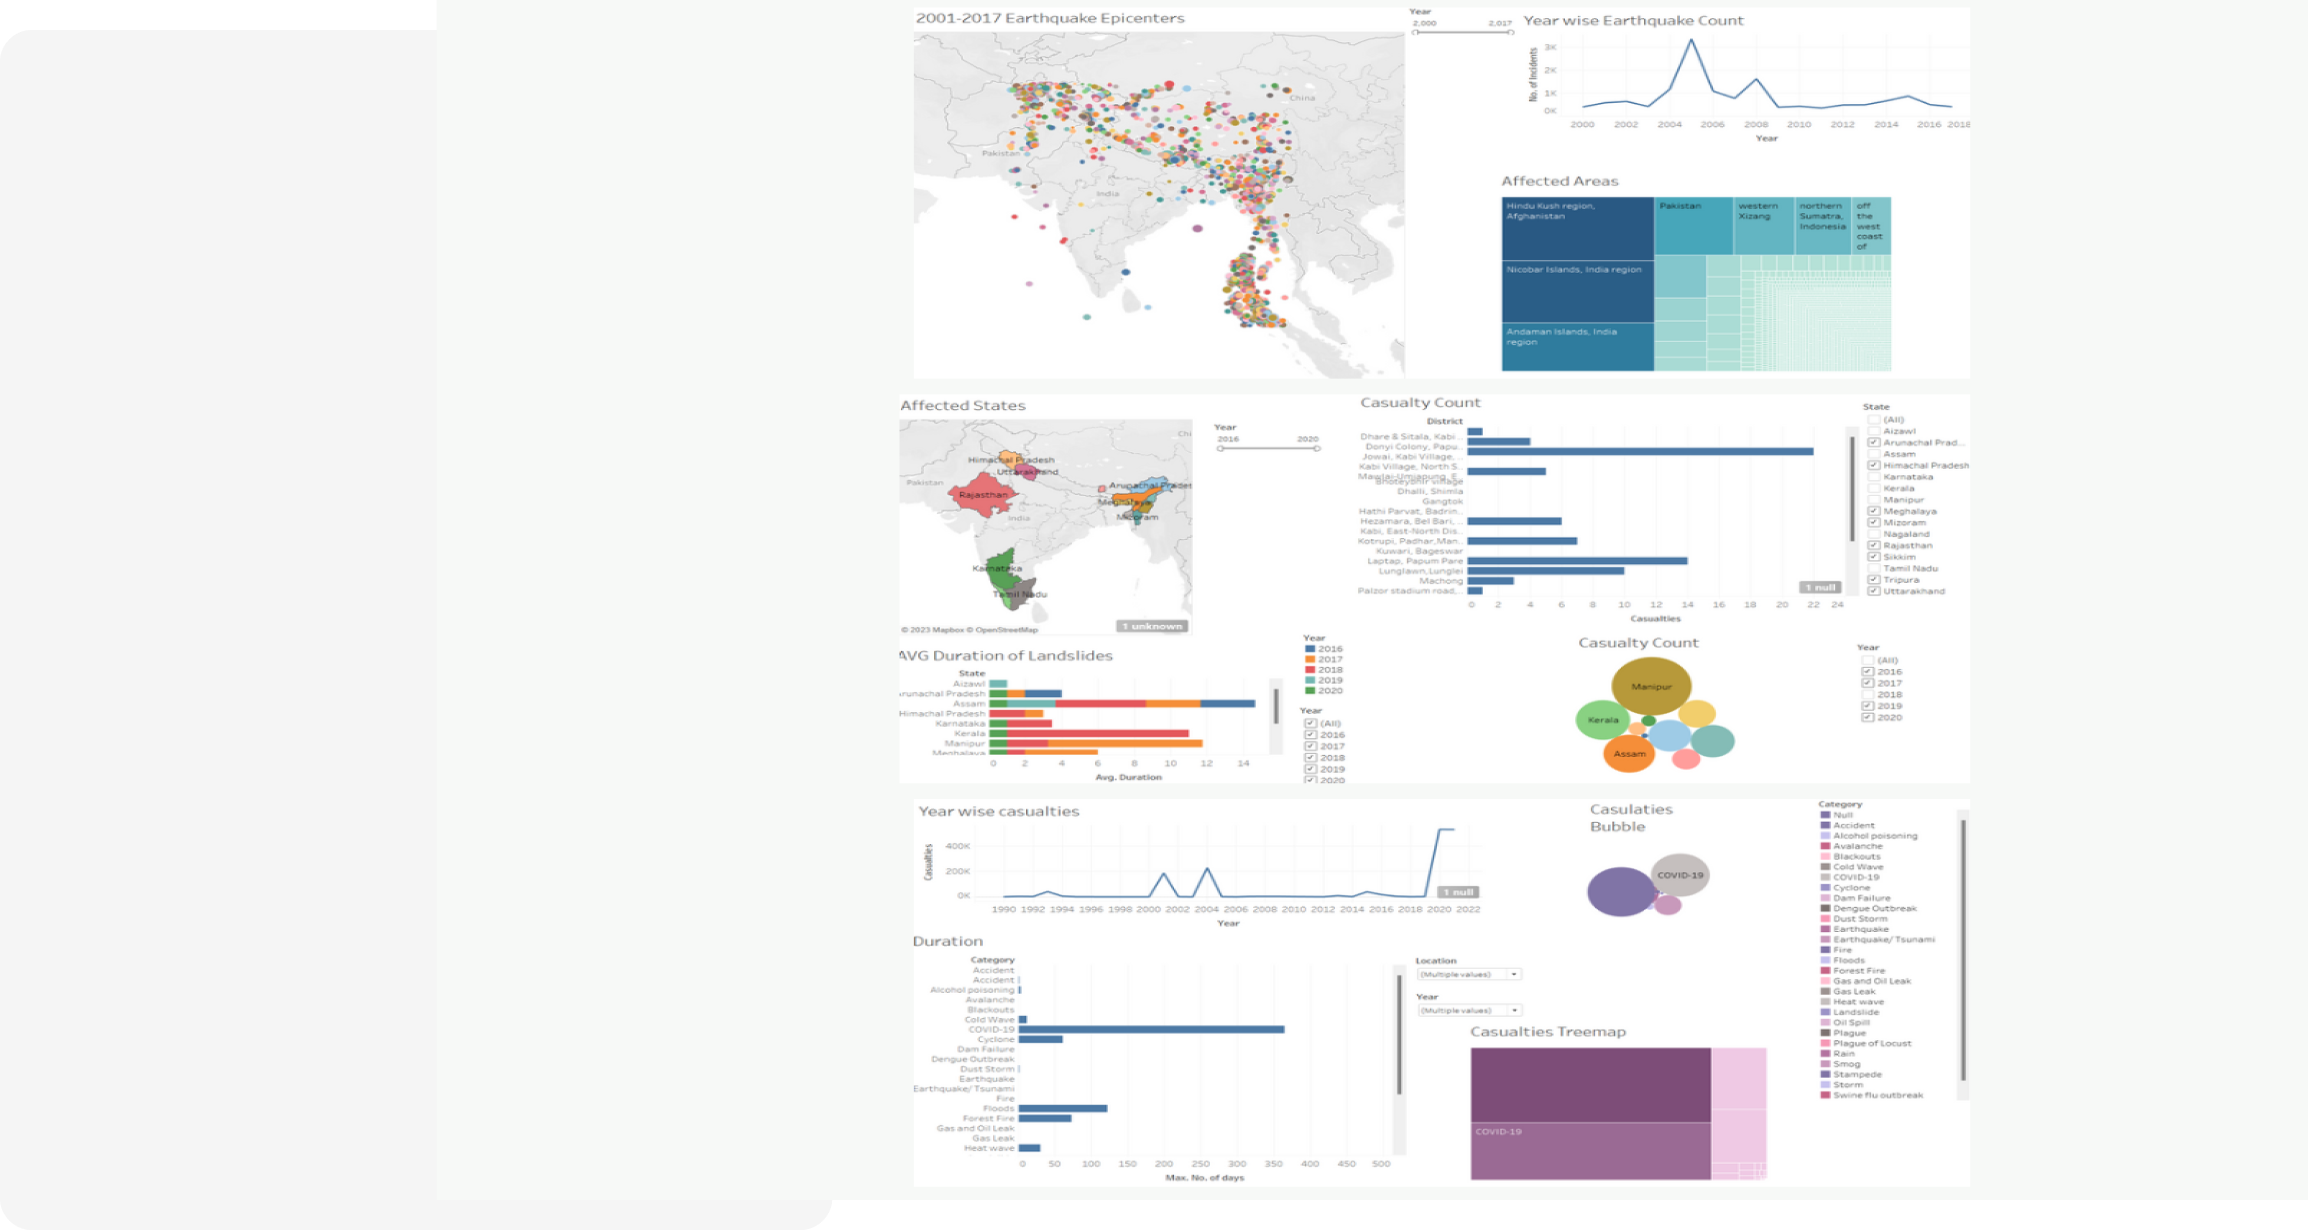 2001-2017 Earthquake Epicenters
China
Pakistan
India
Year
2,000 2,017
Year wise Earthquake Count
No. of Incidents
3K
2K
1K
0K
2000 2002 2004 2006 2008 2010 2012 2014 2016 2018
Year
Affected Areas
Hindu Kush region,
Afghanistan
Nicobar Islands, India region
Andaman Islands, India
region
Pakistan
western
Xizang
northern
Sumatra,
Indonesia
off
the
west
coast
of
Affected States
Chi
Himachal Pradesh
Uttarakhand
Pakistan
Rajasthan
Arunachal Prades
Meghalaya
Mizoram
India
Karnataka
Tamil Nadu
© 2023 Mapbox © OpenStreetMap
1 unknown
Year
2016 2020
Casualty Count
District
Dhare & Sitala, Kabi..
Donyi Colony, Papu..
Jowai, Kabi Village, ..
Kabi Village, North S..
Mawlai-Umjapung, E..
Dhalli, Shimla
Gangtok
Hathi Parvat, Badrin..
Hezamara, Bel Bari, ..
Kabi, East-North Dis..
Kotrupi, Padhar,Man..
Kuwari, Bageswar
Laptap, Papum Pare
Lunglawn,Lunglei
Machong
Palzor stadium road,..
0 2 4 6 8 10 12 14 16 18 20 22 24
Casualties
1 null
State
(All)
Aizawl
Arunachal Prad...
Assam
Himachal Pradesh
Karnataka
Kerala
Manipur
Meghalaya
Mizoram
Nagaland
Rajasthan
Sikkim
Tamil Nadu
Tripura
Uttarakhand
AVG Duration of Landslides
State
Aizawl
Arunachal Pradesh
Assam
Himachal Pradesh
Karnataka
Kerala
Manipur
Meghalaya
0 2 4 6 8 10 12 14
Avg. Duration
Year
2016
2017
2018
2019
2020
Year
(All)
2016
2017
2018
2019
2020
Casualty Count
Manipur
Kerala
Assam
Year
(All)
2016
2017
2018
2019
2020
Year wise casualties
Casualties
400K
200K
0K
1 null
1990 1992 1994 1996 1998 2000 2002 2004 2006 2008 2010 2012 2014 2016 2018 2020 2022
Year
Casulaties
Bubble
COVID-19
Category
Null
Accident
Alcohol poisoning
Avalanche
Blackouts
Cold Wave
COVID-19
Cyclone
Dam Failure
Dengue Outbreak
Dust Storm
Earthquake
Earthquake/ Tsunami
Fire
Floods
Forest Fire
Gas and Oil Leak
Gas Leak
Heat wave
Landslide
Oil Spill
Plague
Plague of Locust
Rain
Smog
Stampede
Storm
Swine flu outbreak
Duration
Category
Accident
Accident
Alcohol poisoning
Avalanche
Blackouts
Cold Wave
COVID-19
Cyclone
Dam Failure
Dengue Outbreak
Dust Storm
Earthquake
Earthquake/ Tsunami
Fire
Floods
Forest Fire
Gas and Oil Leak
Gas Leak
Heat wave
0 50 100 150 200 250 300 350 400 450 500
Max. No. of days
Location
(Multiple values)
Year
(Multiple values)
Casualties Treemap
COVID-19